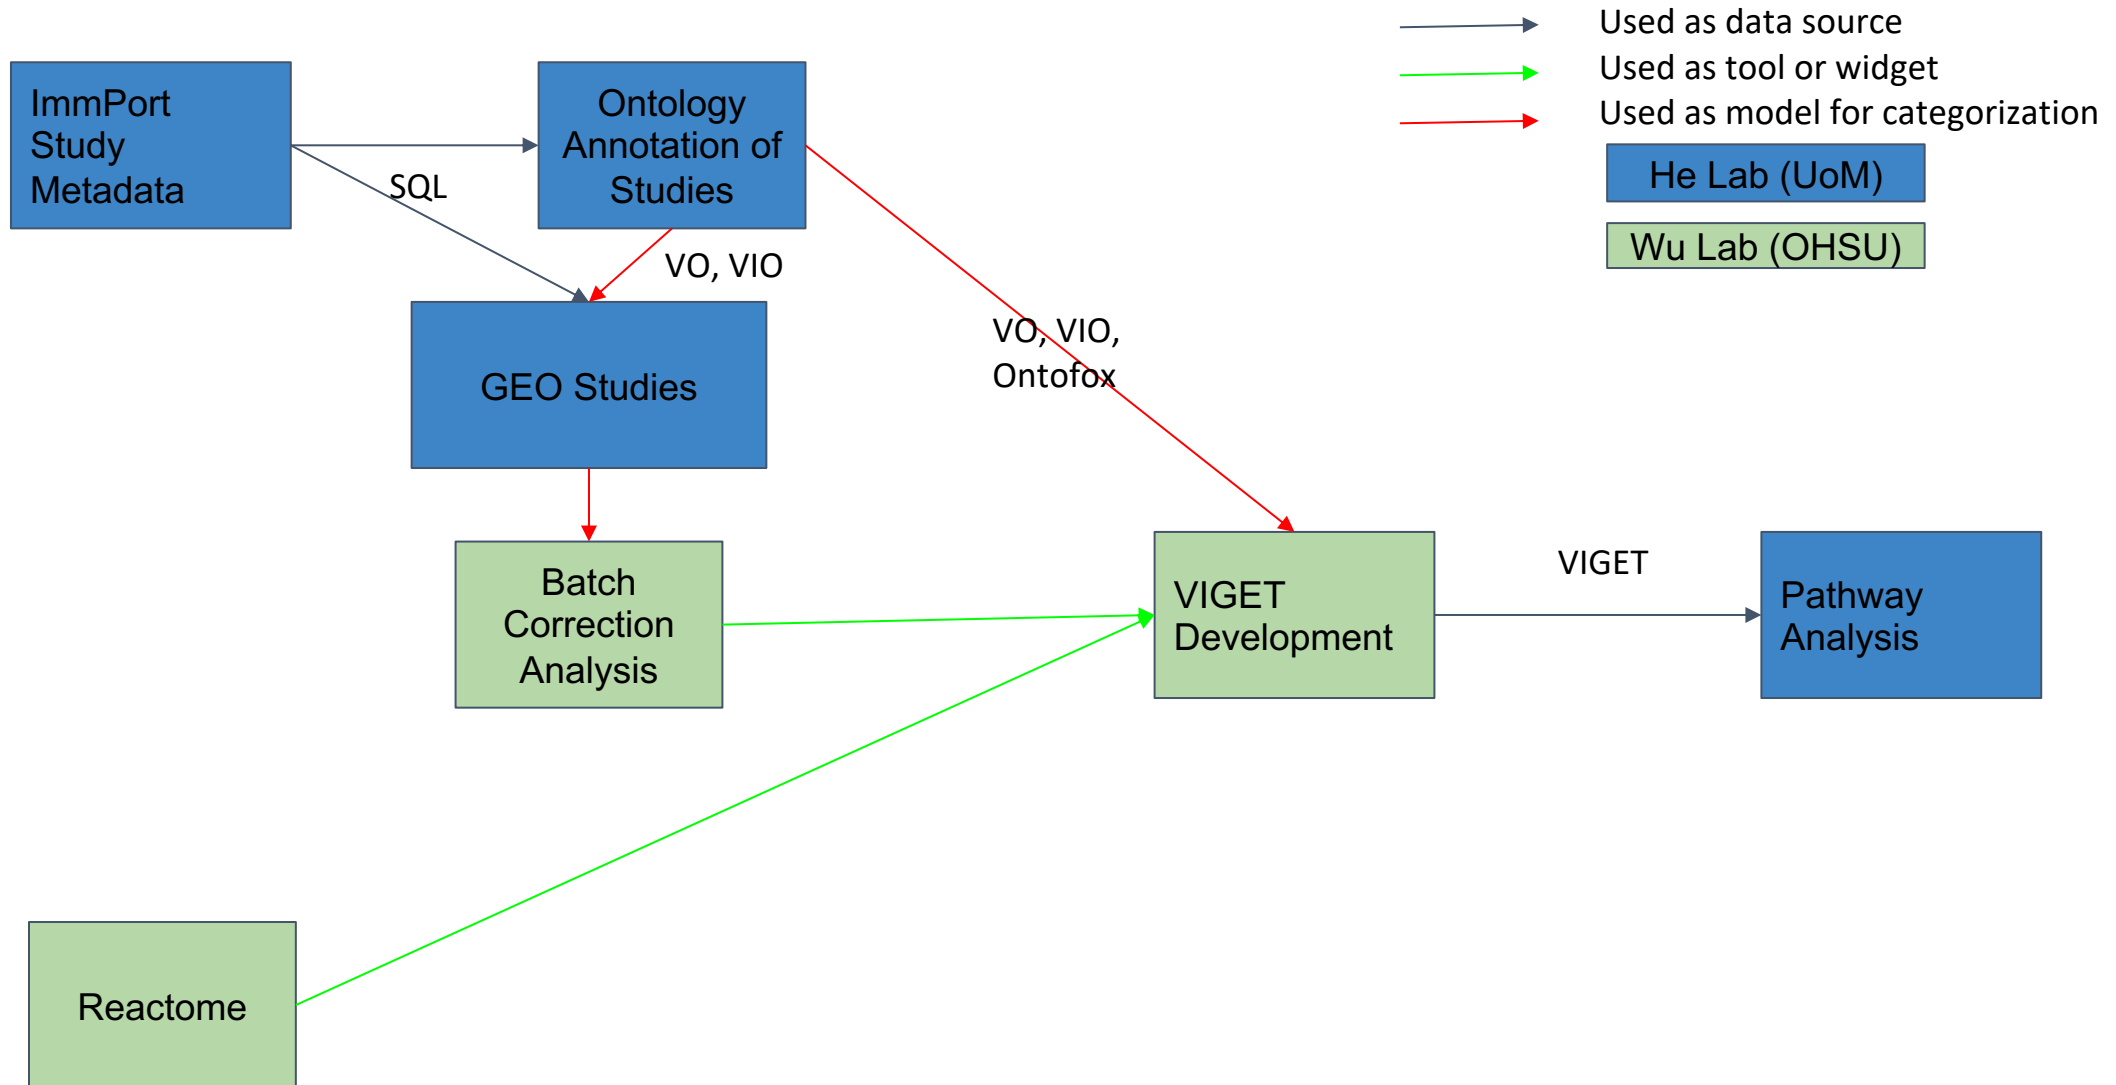 Used as data source
Used as tool or widget
Used as model for categorization
He Lab (UoM)
Wu Lab (OHSU)
ImmPort
Study
Metadata
Ontology
Annotation of
Studies
SQL
VO, VIO
GEO Studies
VO, VIO,
Ontofox
Batch
Correction
Analysis
VIGET
Development
VIGET
Pathway
Analysis
Reactome